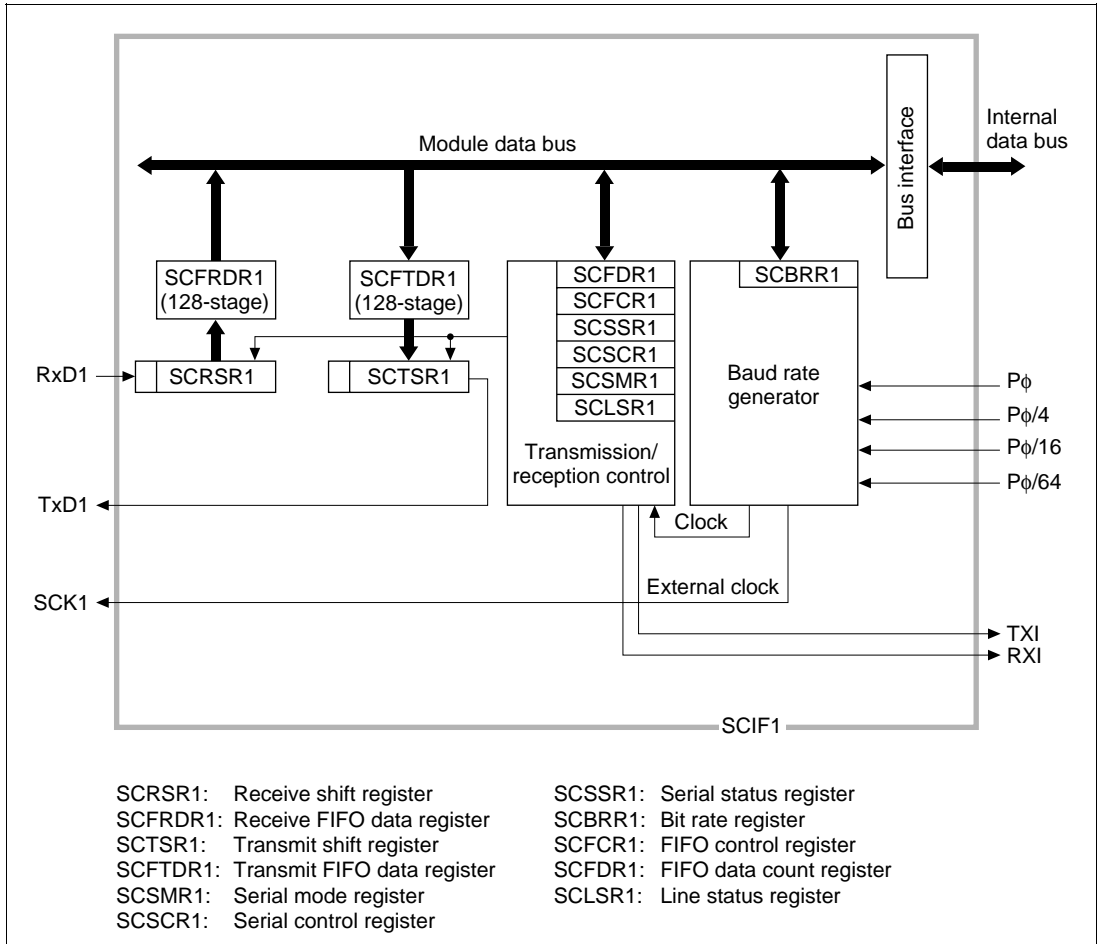 Module data bus
Bus interface
Internal
data bus
SCFRDR1
(128-stage)
SCFTDR1
(128-stage)
SCFDR1
SCFCR1
SCSSR1
SCSCR1
SCSMR1
SCLSR1
Transmission/
reception control
SCBRR1
Baud rate
generator
RxD1
SCRSR1
SCTSR1
Pϕ
Pϕ/4
Pϕ/16
Pϕ/64
TxD1
Clock
External clock
SCK1
TXI
RXI
SCIF1
SCRSR1: Receive shift register
SCFRDR1: Receive FIFO data register
SCTSR1: Transmit shift register
SCFTDR1: Transmit FIFO data register
SCSMR1: Serial mode register
SCSCR1: Serial control register
SCSSR1: Serial status register
SCBRR1: Bit rate register
SCFCR1: FIFO control register
SCFDR1: FIFO data count register
SCLSR1: Line status register